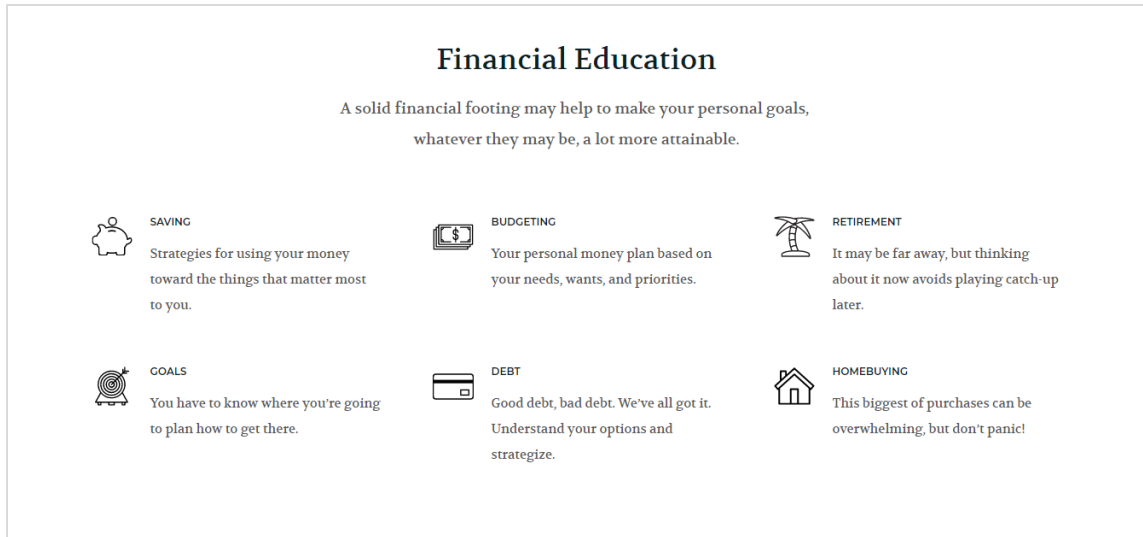 Financial Education
A solid financial footing may help to make your personal goals,
whatever they may be, a lot more attainable.
SAVING
Strategies for using your money
toward the things that matter most
to you.
BUDGETING
Your personal money plan based on
your needs, wants, and priorities.
RETIREMENT
It may be far away, but thinking
about it now avoids playing catch-up
later.
GOALS
You have to know where you’re going
to plan how to get there.
DEBT
Good debt, bad debt. We’ve all got it.
Understand your options and
strategize.
HOMEBUYING
This biggest of purchases can be
overwhelming, but don’t panic!